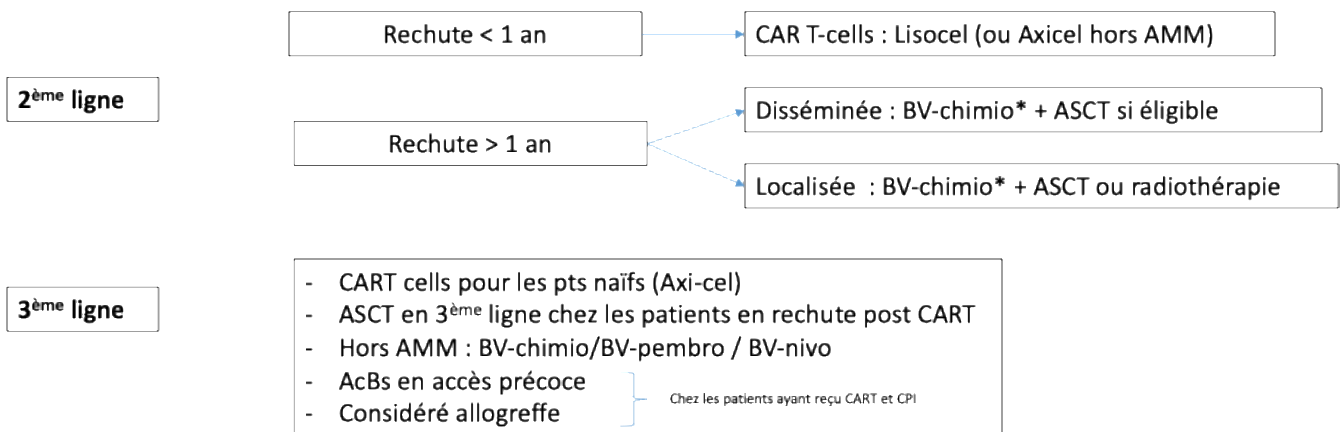 Rechute < 1 an
CAR T-cells : Lisocel (ou Axicel hors AMM)
2ème ligne
Rechute > 1 an
Disséminée : BV-chimio* + ASCT si éligible
Localisée : BV-chimio* + ASCT ou radiothérapie
3ème ligne
- CART cells pour les pts naïfs (Axi-cel)
- ASCT en 3ème ligne chez les patients en rechute post CART
- Hors AMM : BV-chimio/BV-pembro / BV-nivo
- AcBs en accès précoce
- Considéré allogreffe
Chez les patients ayant reçu CART et CPI